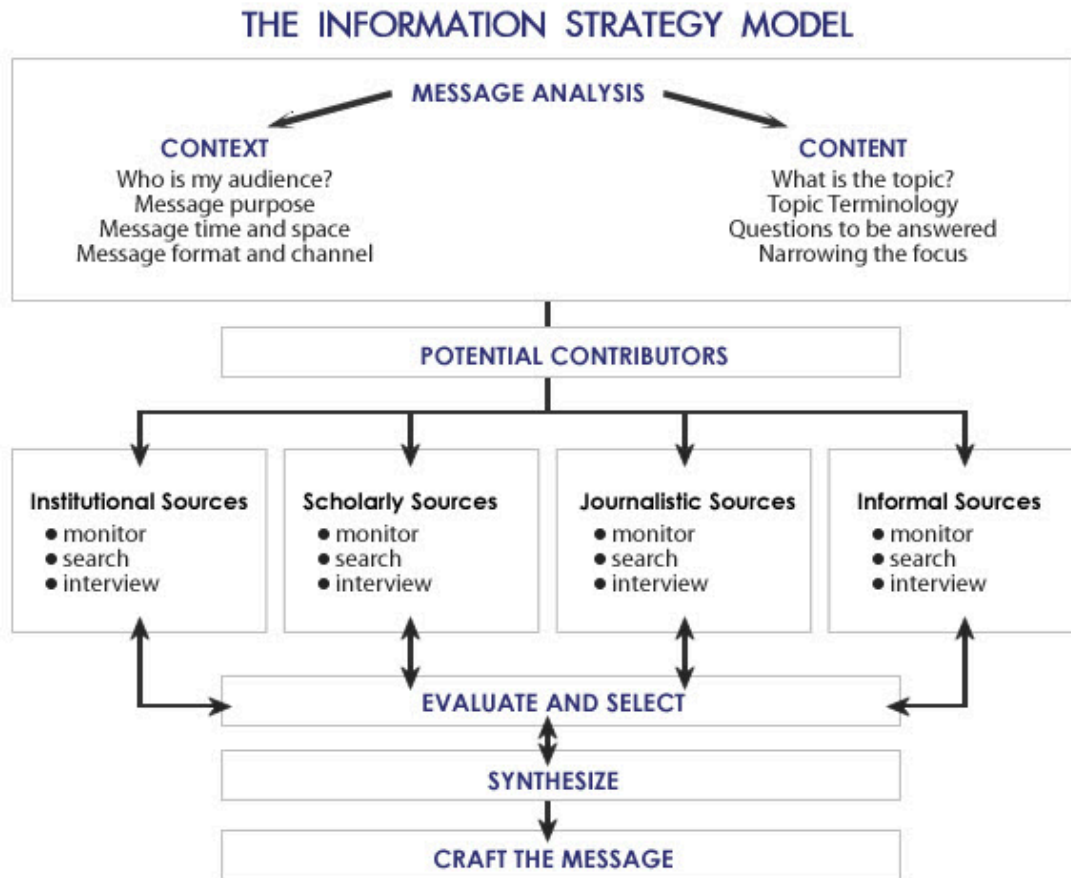 THE INFORMATION STRATEGY MODEL
MESSAGE ANALYSIS
CONTEXT
Who is my audience?
Message purpose
Message time and space
Message format and channel
CONTENT
What is the topic?
Topic Terminology
Questions to be answered
Narrowing the focus
POTENTIAL CONTRIBUTORS
Institutional Sources
● monitor
● search
● interview
Scholarly Sources
● monitor
● search
● interview
Journalistic Sources
● monitor
● search
● interview
Informal Sources
● monitor
● search
● interview
EVALUATE AND SELECT
SYNTHESIZE
CRAFT THE MESSAGE